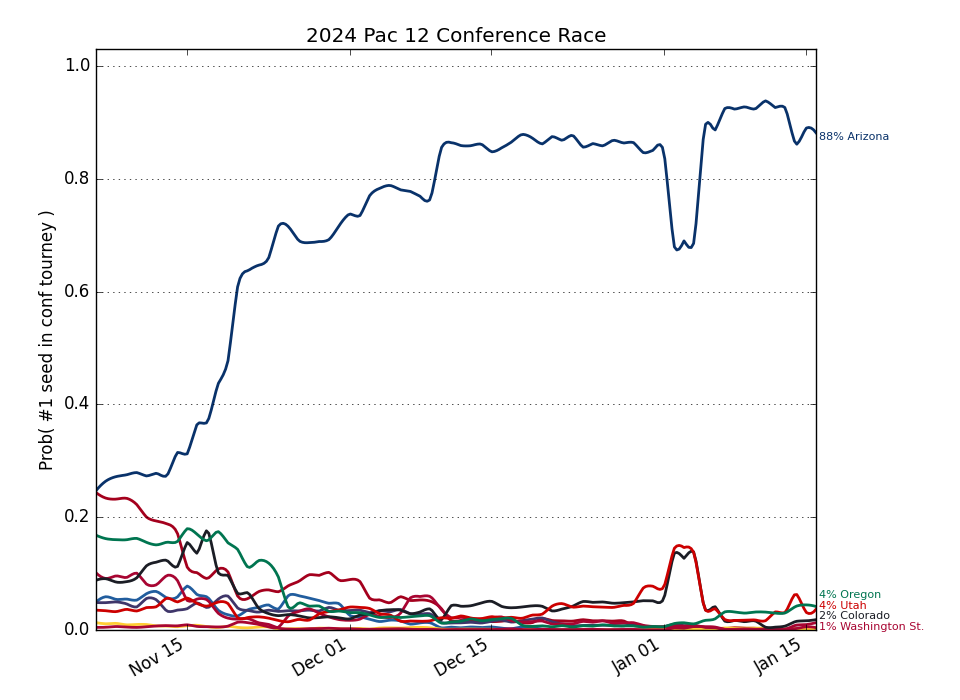 2024 Pac 12 Conference Race
Prob( #1 seed in conf tourney )
1.0
0.8
0.6
0.4
0.2
0.0
Nov 15
Dec 01
Dec 15
Jan 01
Jan 15
88% Arizona
4% Oregon
4% Utah
2% Colorado
1% Washington St.